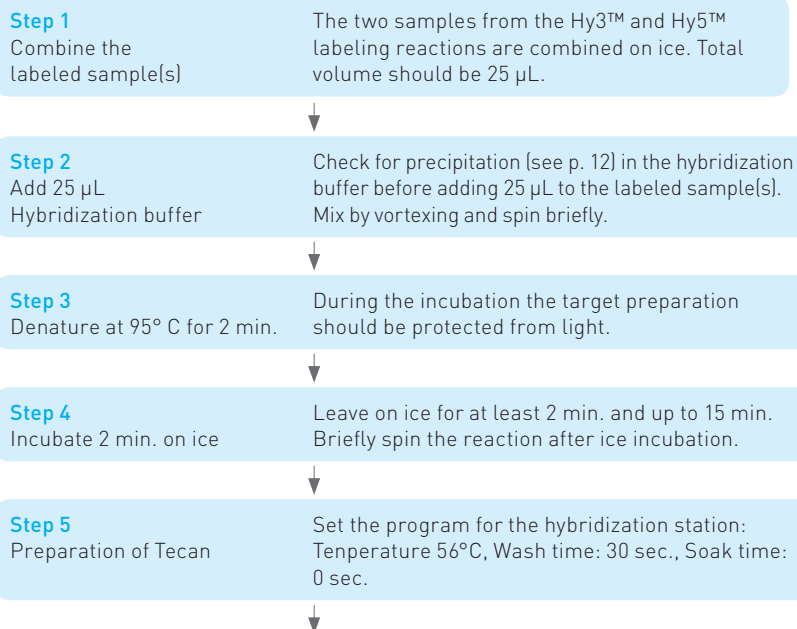 Step 1
Combine the
labeled sample(s)
The two samples from the Hy3™ and Hy5™
labeling reactions are combined on ice. Total
volume should be 25 µL.
Step 2
Add 25 µL
Hybridization buffer
Check for precipitation (see p. 12) in the hybridization
buffer before adding 25 µL to the labeled sample(s).
Mix by vortexing and spin briefly.
Step 3
Denature at 95° C for 2 min.
During the incubation the target preparation
should be protected from light.
Step 4
Incubate 2 min. on ice
Leave on ice for at least 2 min. and up to 15 min.
Briefly spin the reaction after ice incubation.
Step 5
Preparation of Tecan
Set the program for the hybridization station:
Tenperature 56°C, Wash time: 30 sec., Soak time:
0 sec.